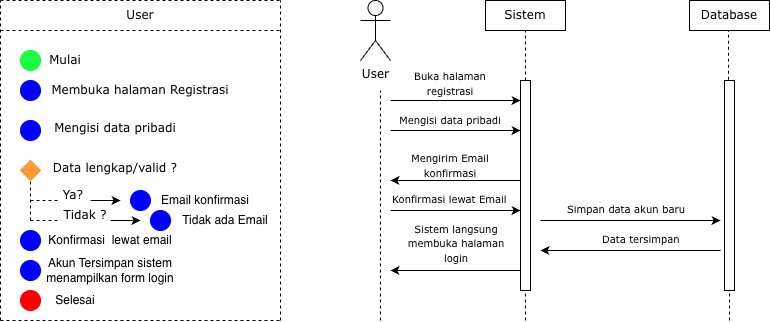 User
Mulai
Membuka halaman Registrasi
Mengisi data pribadi
Data lengkap/valid ?
Ya?
Email konfirmasi
Tidak ?
Tidak ada Email
Konfirmasi lewat email
Akun Tersimpan sistem
menampilkan form login
Selesai
User
Sistem
Database
Buka halaman
registrasi
Mengisi data pribadi
Mengirim Email
konfirmasi
Konfirmasi lewat Email
Simpan data akun baru
Data tersimpan
Sistem langsung
membuka halaman
login